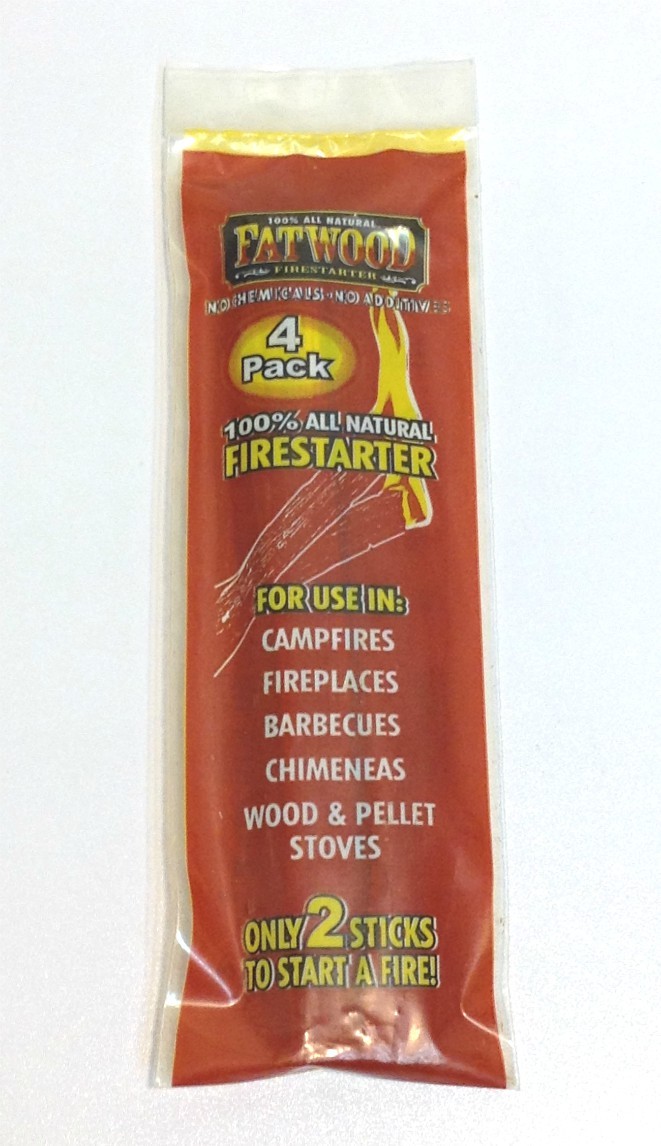 100% ALL NATURAL
FATWOOD
FIRESTARTER
NO CHEMICALS · NO ADDITIVES
4
Pack
100% ALL NATURAL
FIRESTARTER
FOR USE IN:
CAMPFIRES
FIREPLACES
BARBECUES
CHIMENEAS
WOOD & PELLET
STOVES
ONLY 2 STICKS
TO START A FIRE!